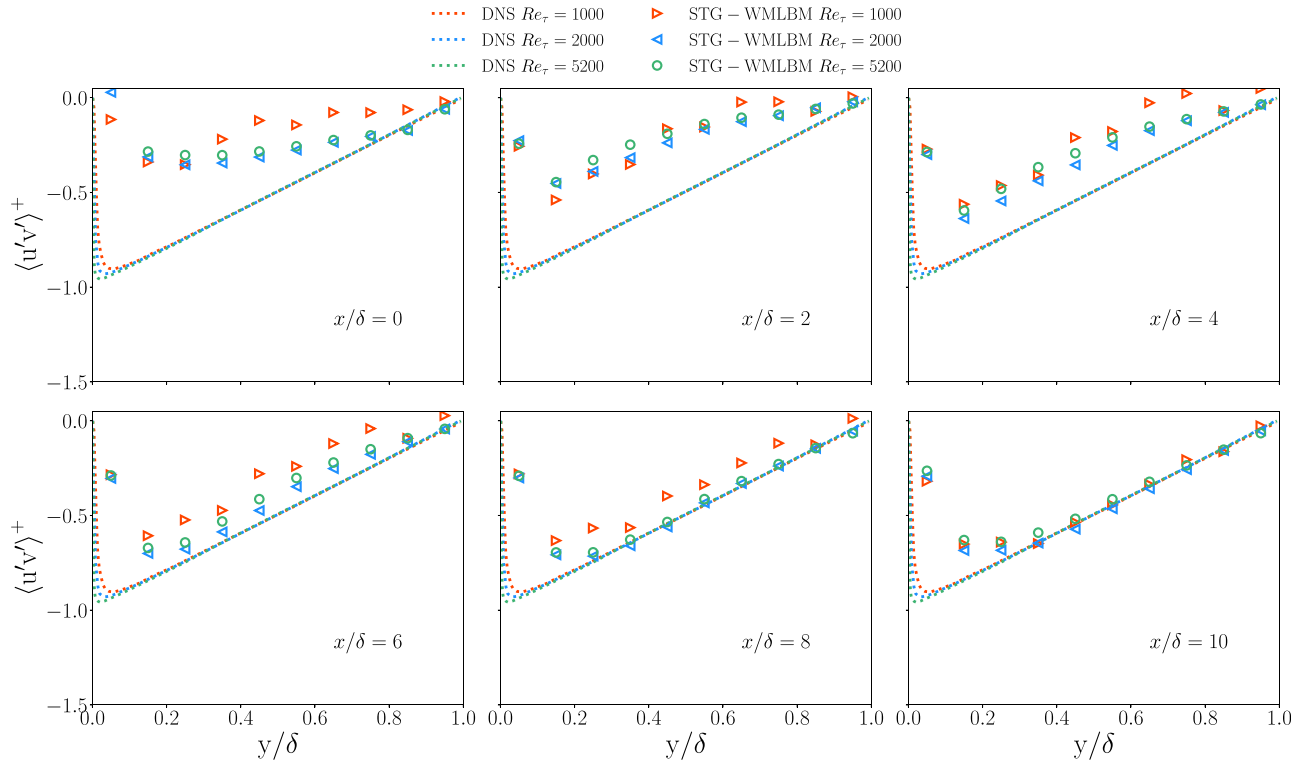 DNS Re_τ = 1000
STG − WMLBM Re_τ = 1000
DNS Re_τ = 2000
STG − WMLBM Re_τ = 2000
DNS Re_τ = 5200
STG − WMLBM Re_τ = 5200
0.0
−0.5
−1.0
−1.5
⟨u′v′⟩⁺
x/δ = 0
x/δ = 2
x/δ = 4
0.0
−0.5
−1.0
−1.5
⟨u′v′⟩⁺
x/δ = 6
x/δ = 8
x/δ = 10
0.0 0.2 0.4 0.6 0.8 1.0
0.0 0.2 0.4 0.6 0.8 1.0
0.0 0.2 0.4 0.6 0.8 1.0
y/δ
y/δ
y/δ